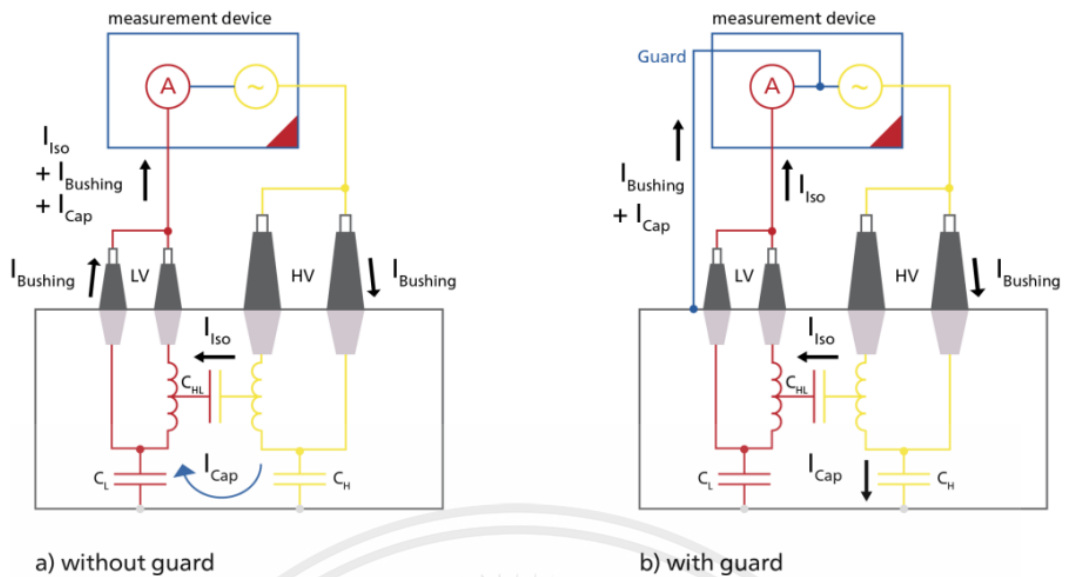 measurement device
A
~
I Iso
+ I Bushing
+ I Cap
I Bushing
LV
HV
I Bushing
I Iso
C HL
I Cap
C L
C H
a) without guard
measurement device
Guard
A
~
I Bushing
+ I Cap
I Iso
LV
HV
I Bushing
I Iso
C HL
I Cap
C L
C H
b) with guard